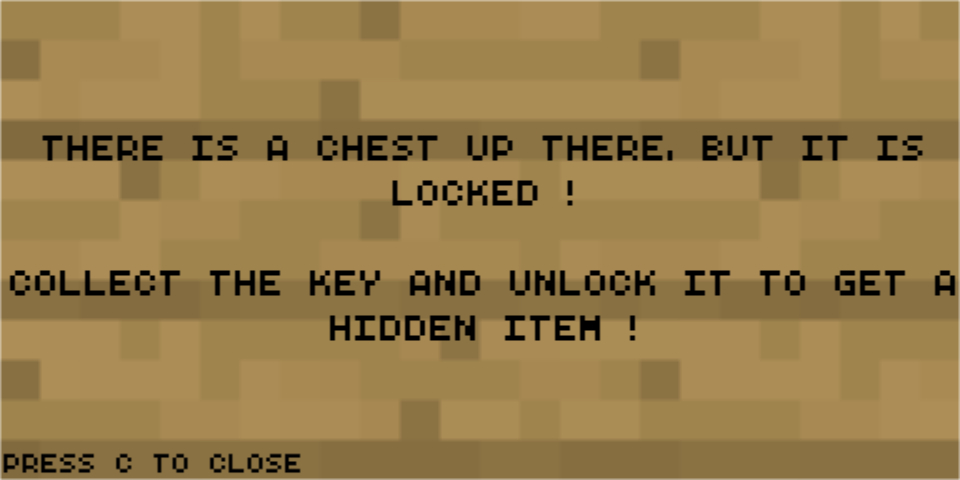 THERE IS A CHEST UP THERE, BUT IT IS
LOCKED !
COLLECT THE KEY AND UNLOCK IT TO GET A
HIDDEN ITEM !
PRESS C TO CLOSE